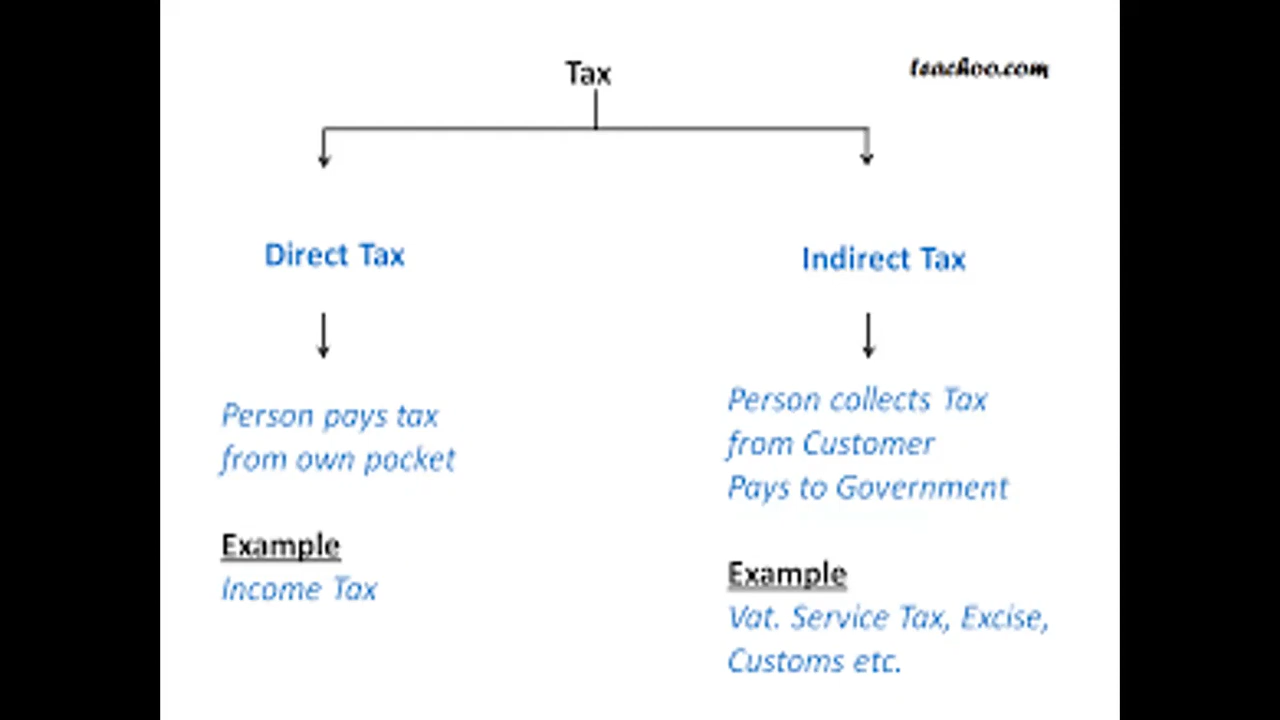 Tax
teachoo.com
Direct Tax
Person pays tax
from own pocket
Example
Income Tax
Indirect Tax
Person collects Tax
from Customer
Pays to Government
Example
Vat. Service Tax, Excise,
Customs etc.